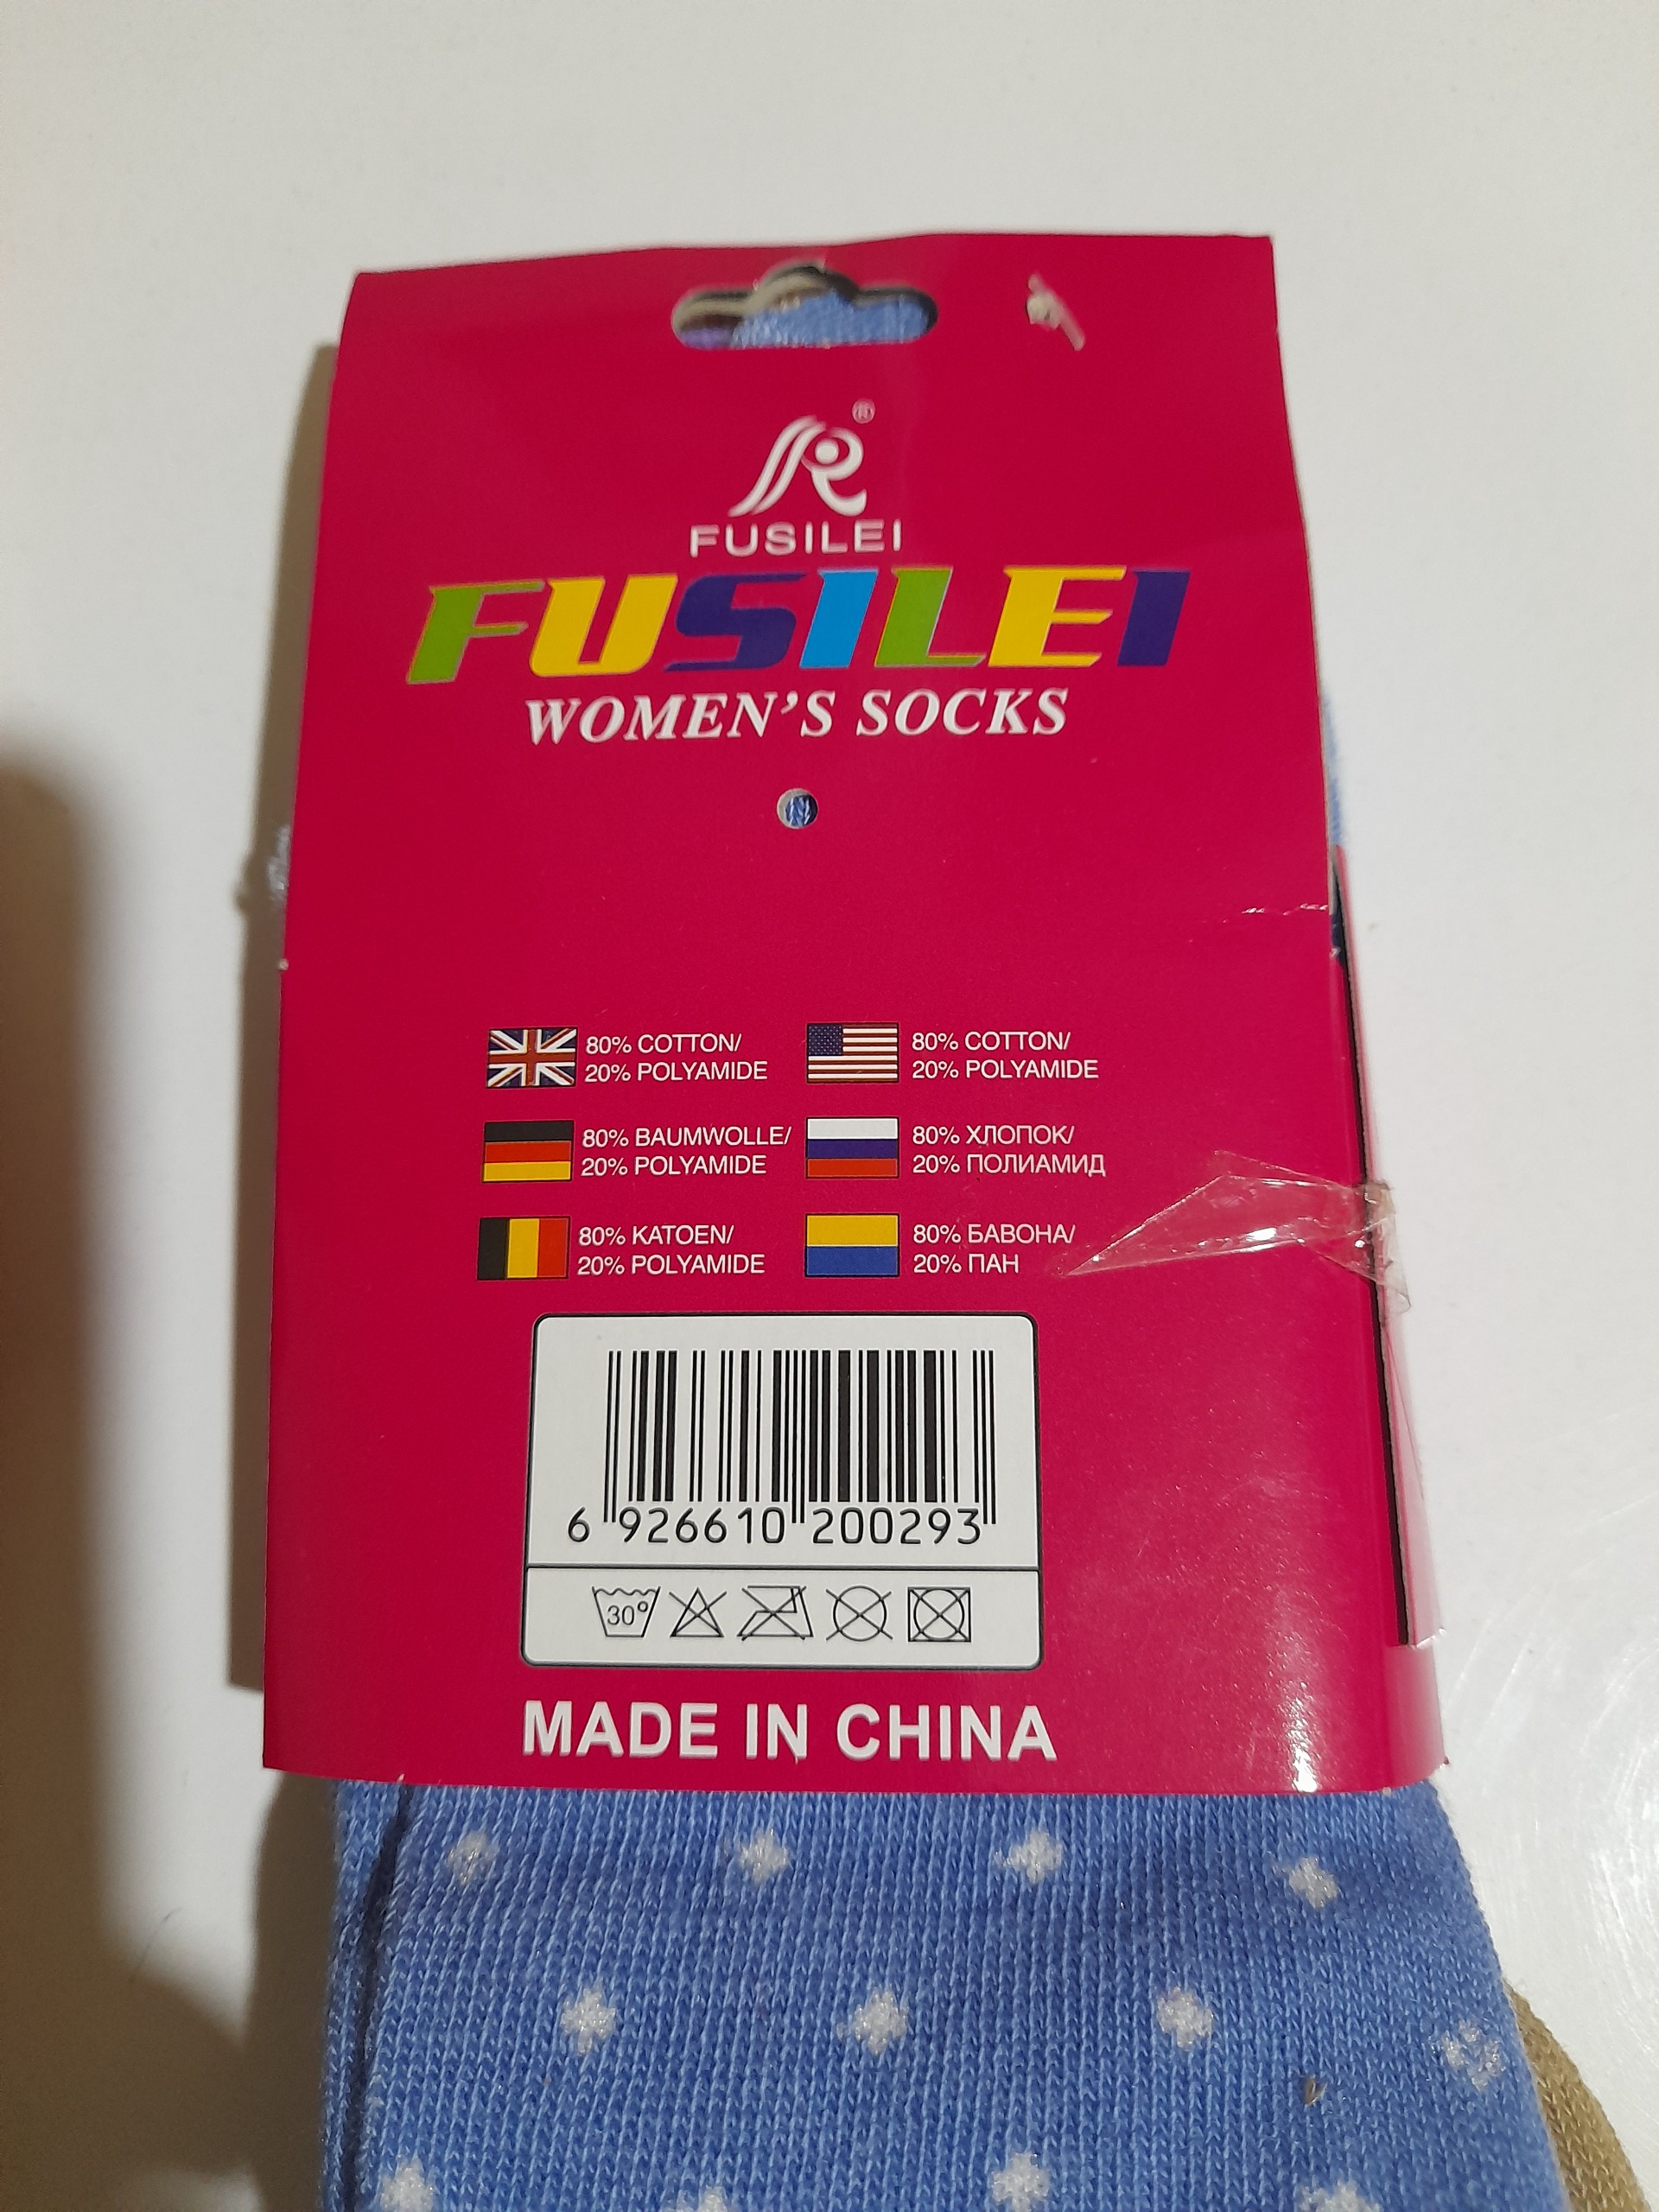 ®
FUSILEI
FUSILEI
WOMEN'S SOCKS
80% COTTON/
20% POLYAMIDE
80% COTTON/
20% POLYAMIDE
80% BAUMWOLLE/
20% POLYAMIDE
80% ХЛОПОК/
20% ПОЛИАМИД
80% KATOEN/
20% POLYAMIDE
80% БАВОНА/
20% ПАН
6 926610 200293
30°
MADE IN CHINA